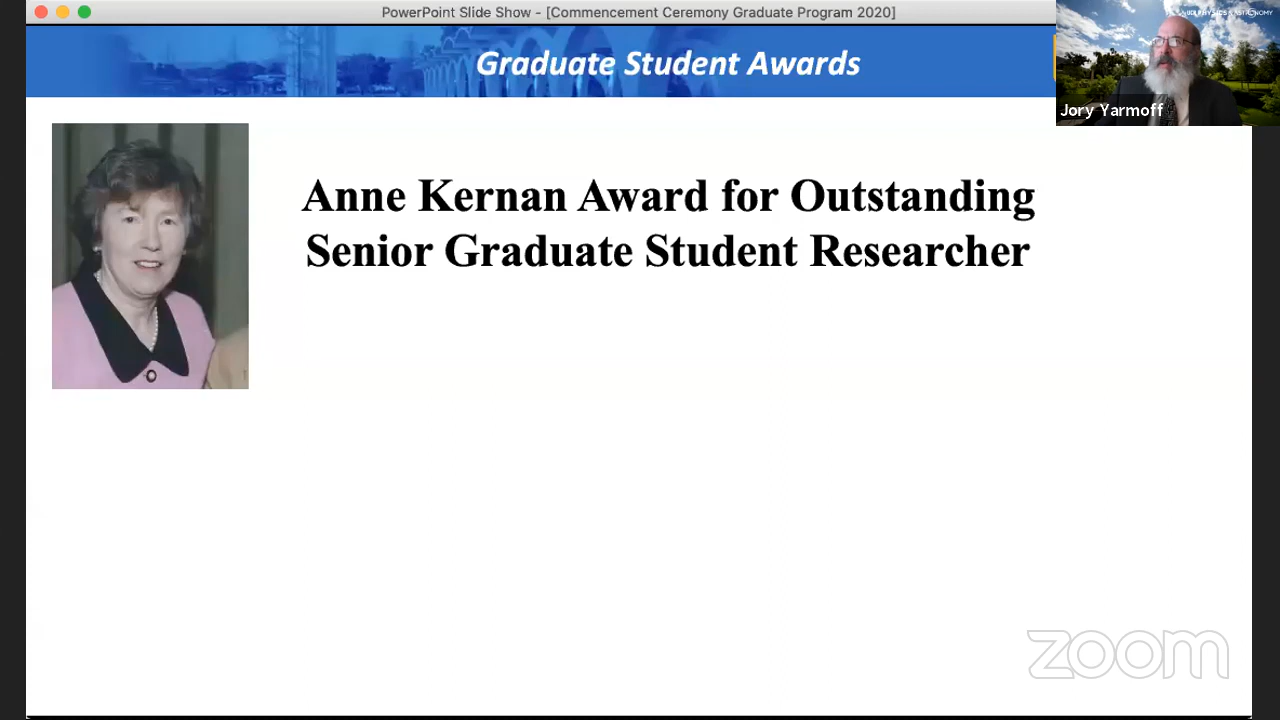 PowerPoint Slide Show - [Commencement Ceremony Graduate Program 2020]
Graduate Student Awards
Jory Yarmoff
Anne Kernan Award for Outstanding
Senior Graduate Student Researcher
zoom